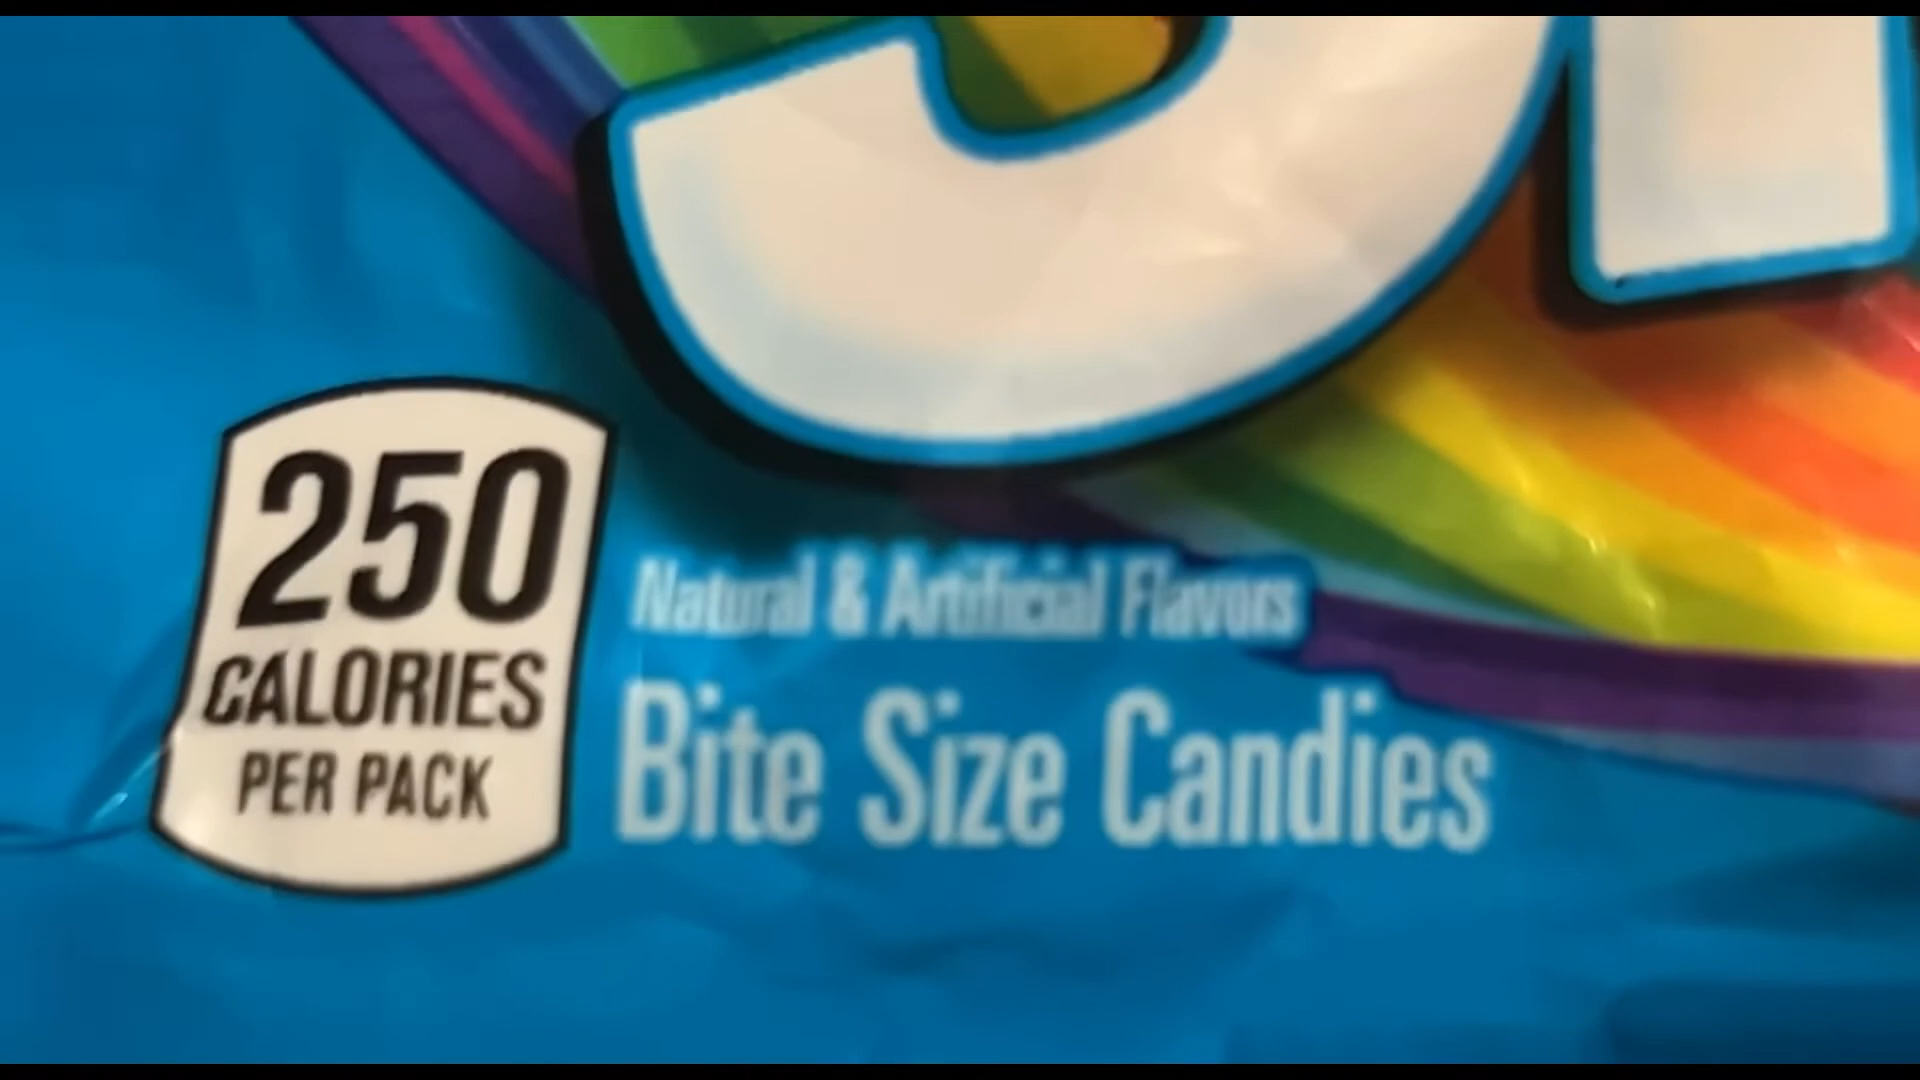 250
CALORIES
PER PACK
Natural & Artificial Flavors
Bite Size Candies